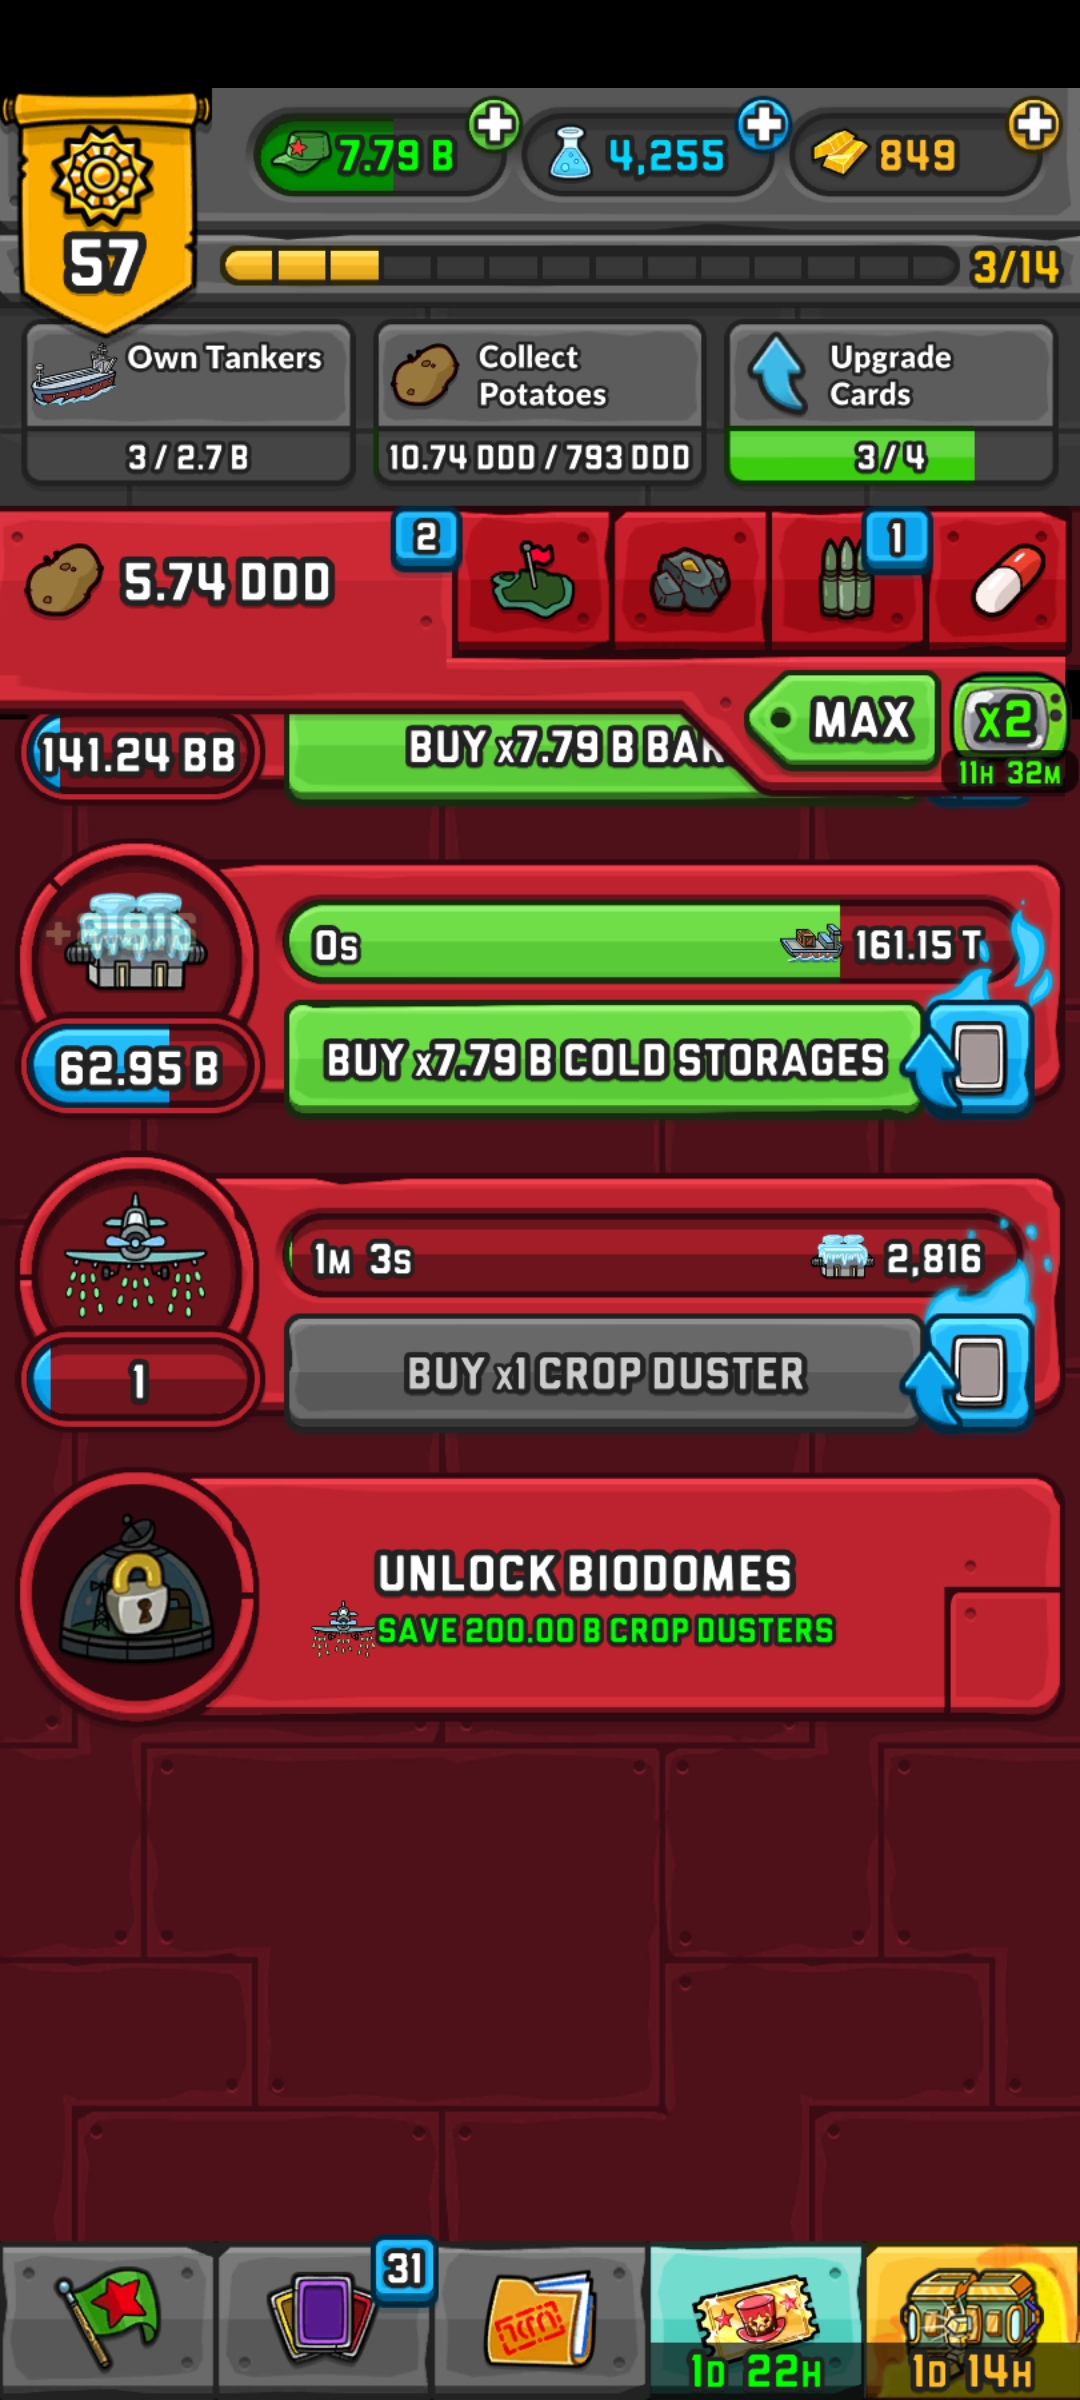 7.79 B
4,255
849
57
3/14
Own Tankers
3 / 2.7 B
Collect
Potatoes
10.74 DDD / 793 DDD
Upgrade
Cards
3 / 4
5.74 DDD
2
1
MAX
x2
11H 32M
141.24 BB
BUY x7.79 B BAR
0s
161.15 T
62.95 B
BUY x7.79 B COLD STORAGES
1M 3s
2,816
1
BUY x1 CROP DUSTER
UNLOCK BIODOMES
SAVE 200.00 B CROP DUSTERS
31
1D 22H
1D 14H